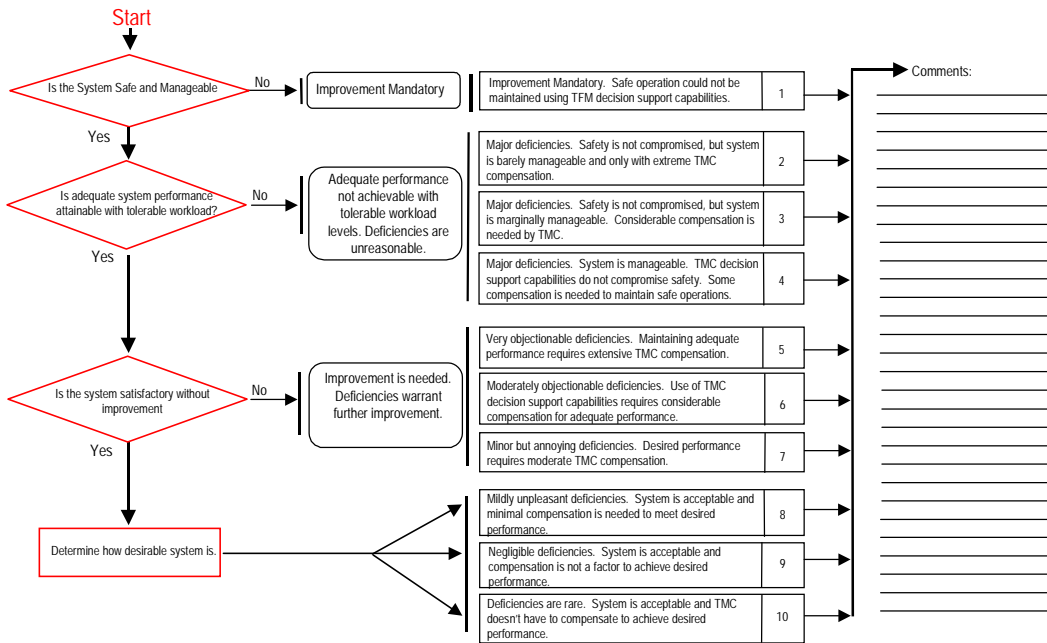 Start
Comments:
Is the System Safe and Manageable
No
Improvement Mandatory
Improvement Mandatory. Safe operation could not be
maintained using TFM decision support capabilities.
1
Yes
Major deficiencies. Safety is not compromised, but system
is barely manageable and only with extreme TMC
compensation.
2
Is adequate system performance
attainable with tolerable workload?
No
Adequate performance
not achievable with
tolerable workload
levels. Deficiencies are
unreasonable.
Major deficiencies. Safety is not compromised, but system
is marginally manageable. Considerable compensation is
needed by TMC.
3
Yes
Major deficiencies. System is manageable. TMC decision
support capabilities do not compromise safety. Some
compensation is needed to maintain safe operations.
4
Very objectionable deficiencies. Maintaining adequate
performance requires extensive TMC compensation.
5
Is the system satisfactory without
improvement
No
Improvement is needed.
Deficiencies warrant
further improvement.
Moderately objectionable deficiencies. Use of TMC
decision support capabilities requires considerable
compensation for adequate performance.
6
Yes
Minor but annoying deficiencies. Desired performance
requires moderate TMC compensation.
7
Mildly unpleasant deficiencies. System is acceptable and
minimal compensation is needed to meet desired
performance.
8
Determine how desirable system is.
Negligible deficiencies. System is acceptable and
compensation is not a factor to achieve desired
performance.
9
Deficiencies are rare. System is acceptable and TMC
doesn't have to compensate to achieve desired
performance.
10